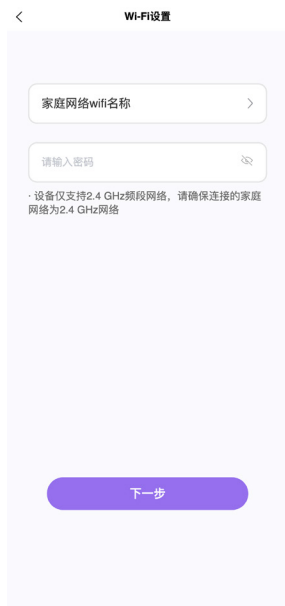 Wi-Fi设置
家庭网络wifi名称
请输入密码
· 设备仅支持2.4 GHz频段网络，请确保连接的家庭
网络为2.4 GHz网络
下一步